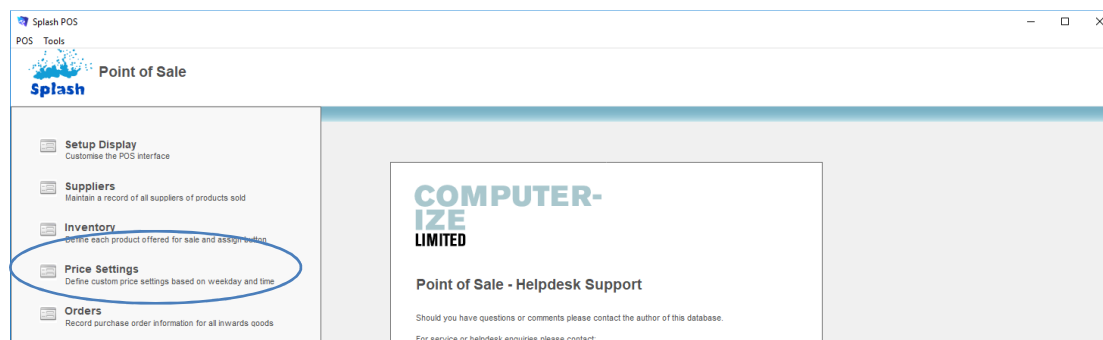 Splash POS
POS Tools
Splash
Point of Sale
Setup Display
Customise the POS interface
Suppliers
Maintain a record of all suppliers of products sold
Inventory
Define each product offered for sale and assign button
Price Settings
Define custom price settings based on weekday and time
Orders
Record purchase order information for all inwards goods
COMPUTER-
IZE
LIMITED
Point of Sale - Helpdesk Support
Should you have questions or comments please contact the author of this database.
For service or helpdesk enquiries please contact: